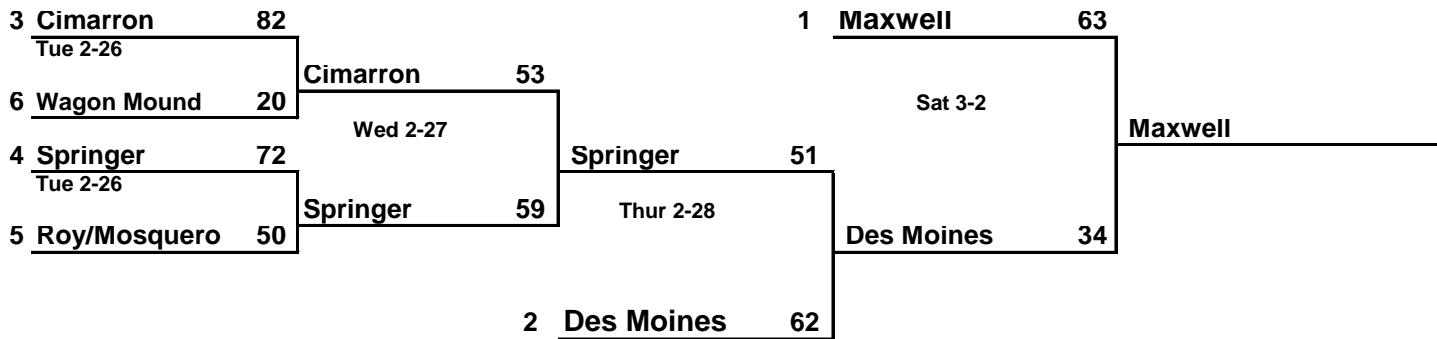 3 Cimarron 82 1 Maxwell 63
Tue 2-26
Cimarron 53
6 Wagon Mound 20 Sat 3-2
Wed 2-27 Maxwell
4 Springer 72 Springer 51
Tue 2-26
Springer 59 Thur 2-28
5 Roy/Mosquero 50 Des Moines 34
2 Des Moines 62